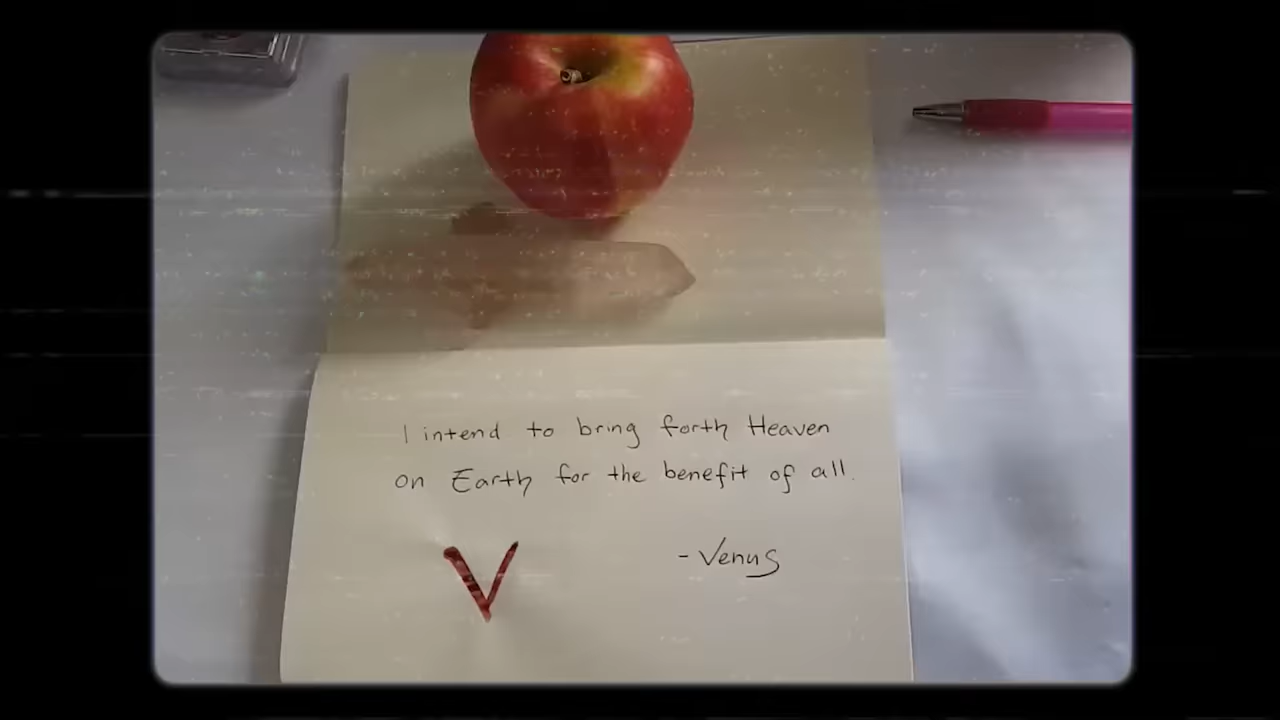 I intend to bring forth Heaven
on Earth for the benefit of all.
V
- Venus